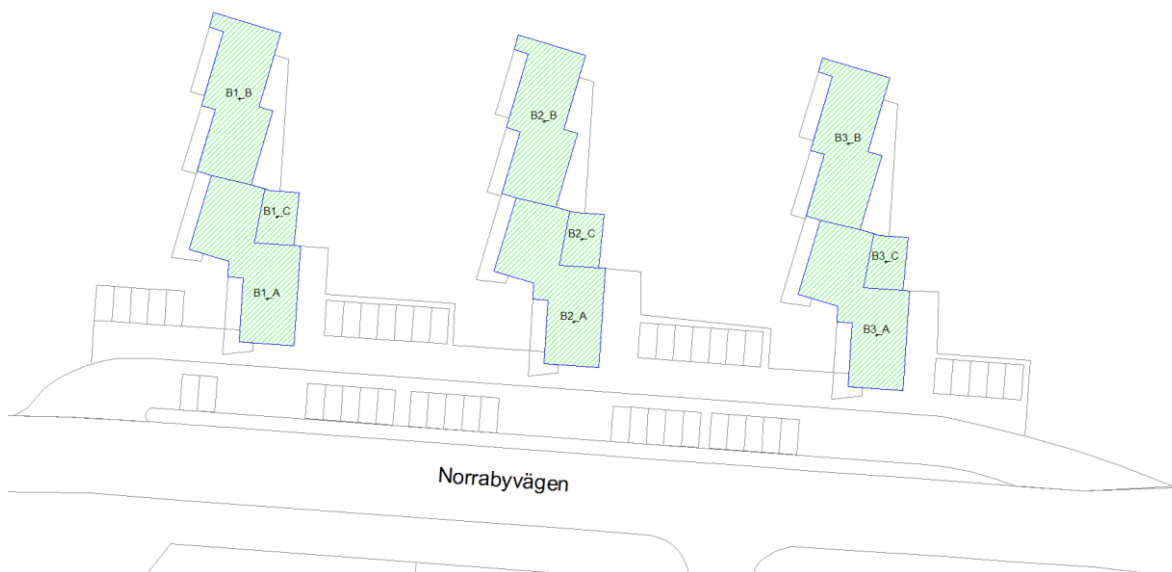 B1_B
B2_B
B3_B
B1_C
B2_C
B3_C
B1_A
B2_A
B3_A
Norrabyvägen